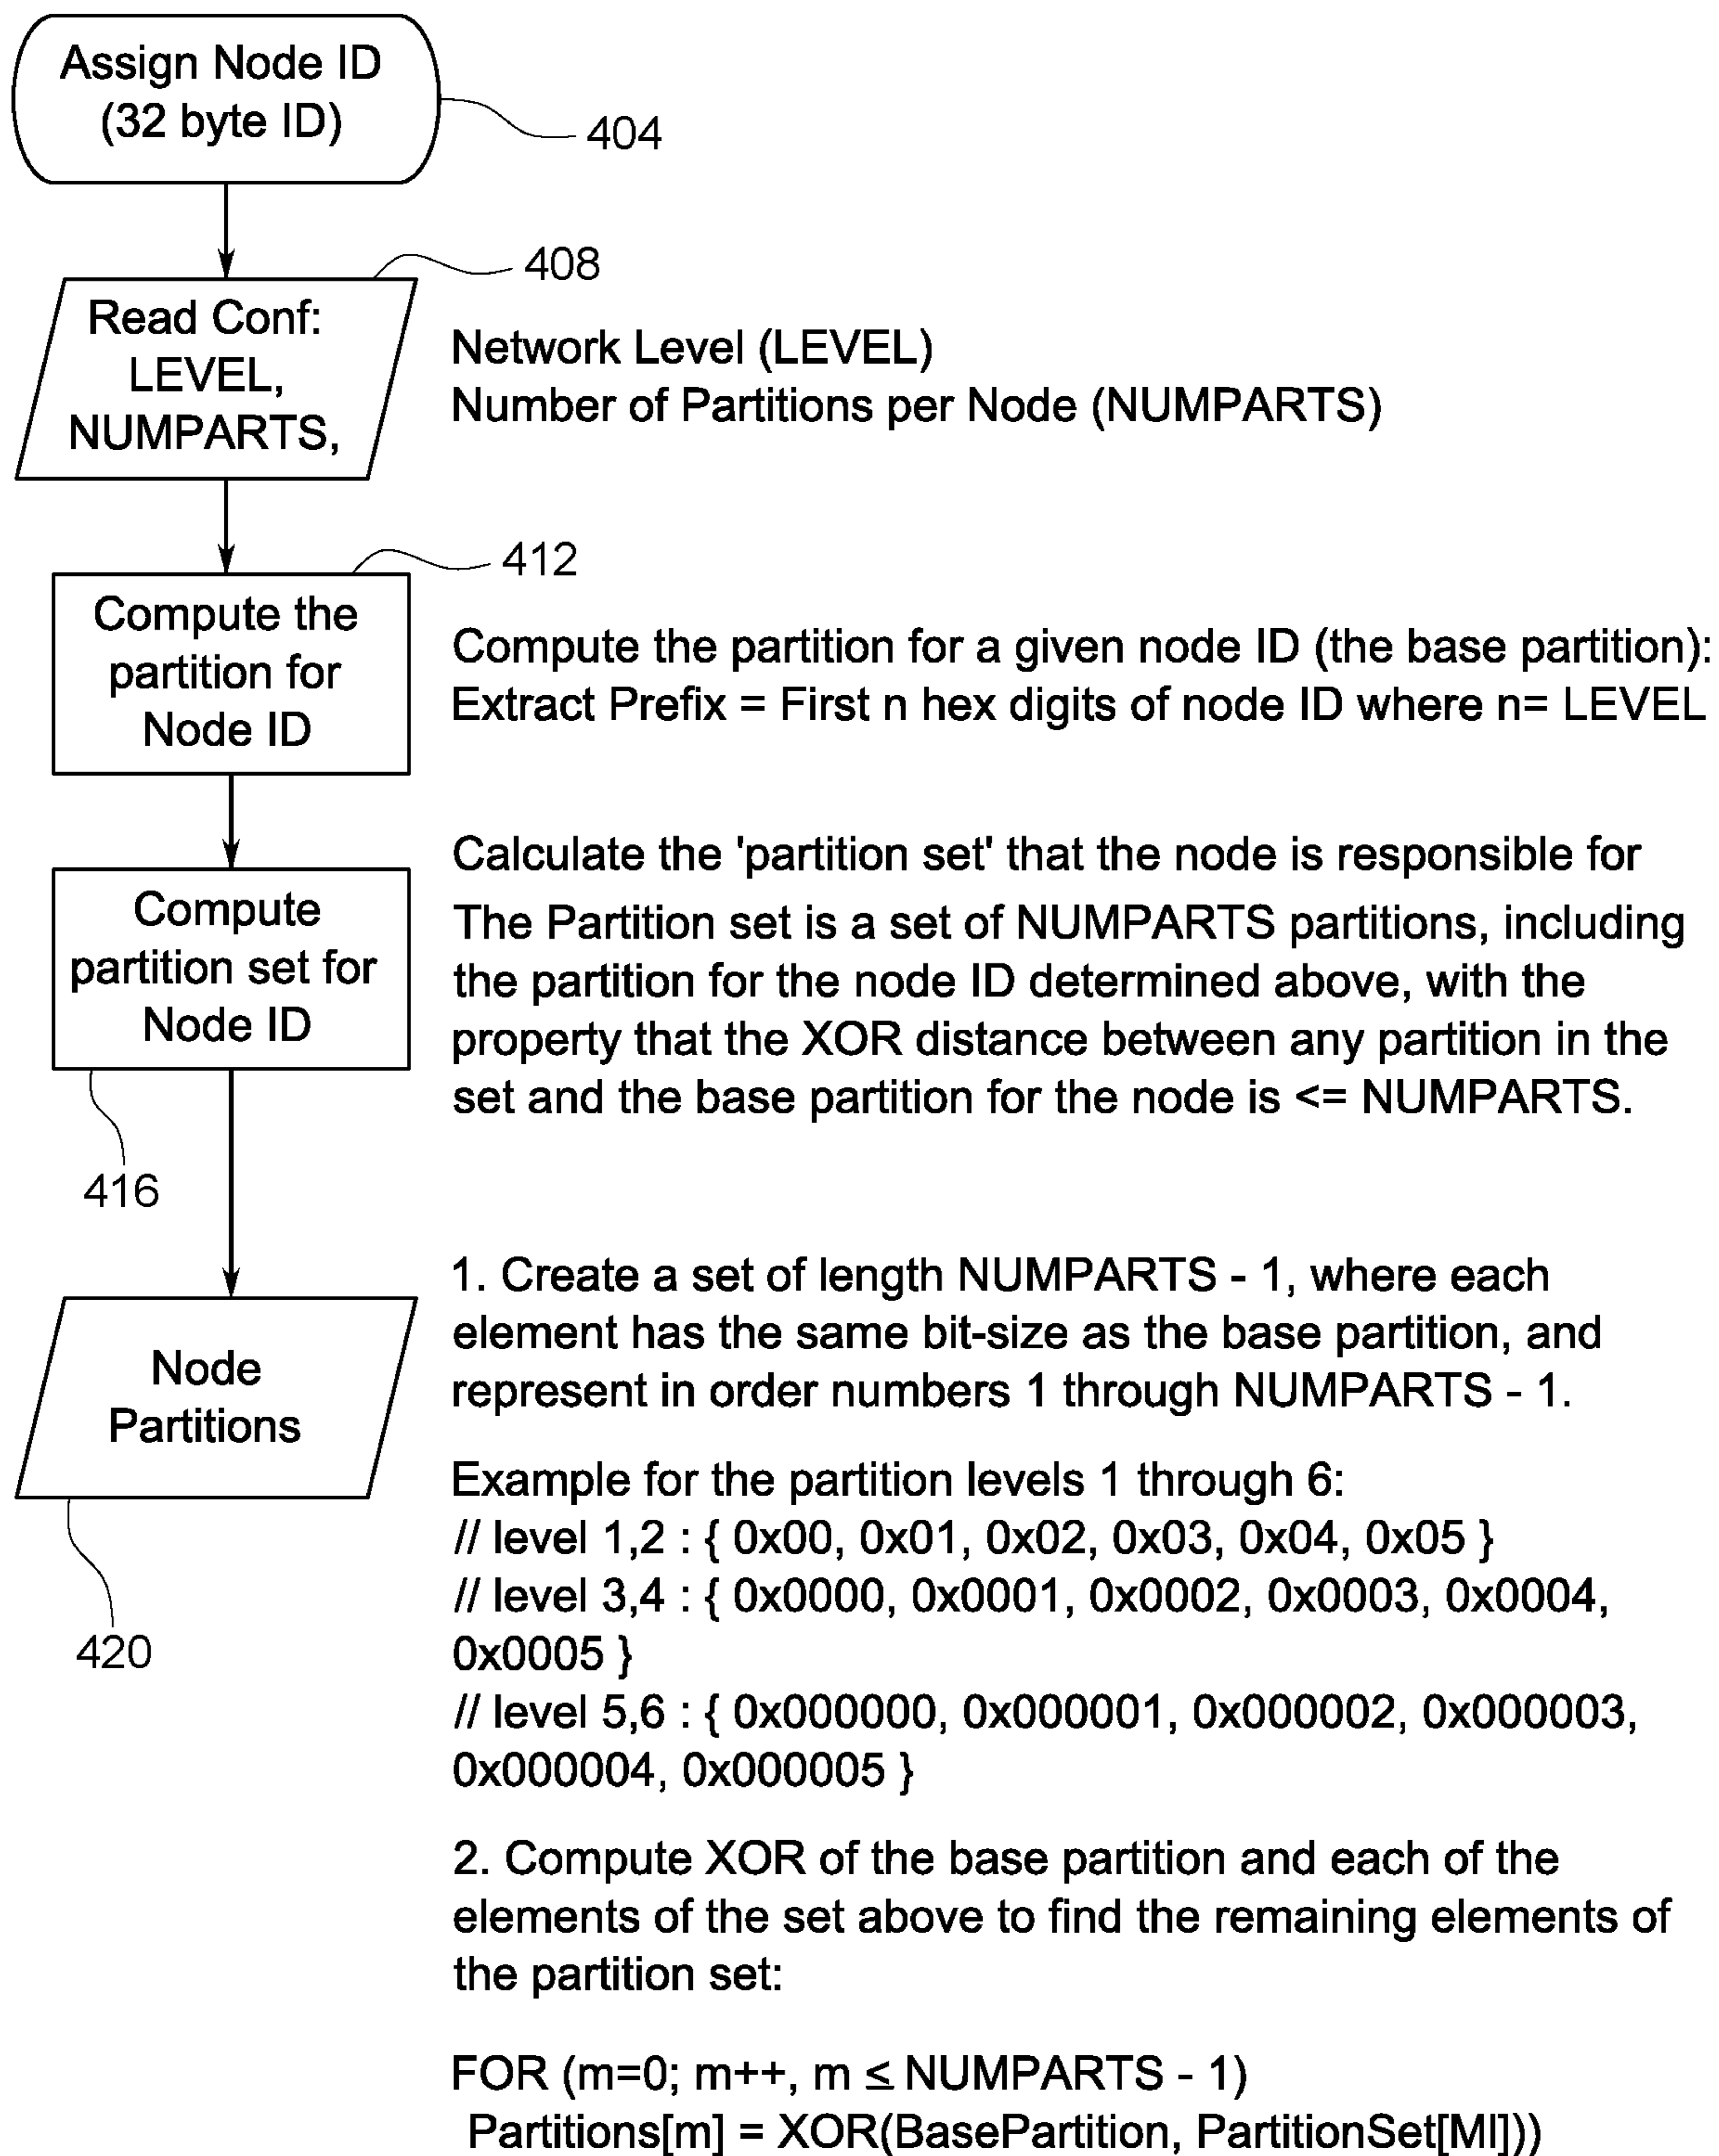 Assign Node ID
(32 byte ID)
404
408
Read Conf:
LEVEL,
NUMPARTS,
Network Level (LEVEL)
Number of Partitions per Node (NUMPARTS)
412
Compute the
partition for
Node ID
Compute the partition for a given node ID (the base partition):
Extract Prefix = First n hex digits of node ID where n= LEVEL
Compute
partition set for
Node ID
416
Calculate the 'partition set' that the node is responsible for
The Partition set is a set of NUMPARTS partitions, including
the partition for the node ID determined above, with the
property that the XOR distance between any partition in the
set and the base partition for the node is <= NUMPARTS.
Node
Partitions
420
1. Create a set of length NUMPARTS - 1, where each
element has the same bit-size as the base partition, and
represent in order numbers 1 through NUMPARTS - 1.
Example for the partition levels 1 through 6:
// level 1,2 : { 0x00, 0x01, 0x02, 0x03, 0x04, 0x05 }
// level 3,4 : { 0x0000, 0x0001, 0x0002, 0x0003, 0x0004,
0x0005 }
// level 5,6 : { 0x000000, 0x000001, 0x000002, 0x000003,
0x000004, 0x000005 }
2. Compute XOR of the base partition and each of the
elements of the set above to find the remaining elements of
the partition set:
FOR (m=0; m++, m ≤ NUMPARTS - 1)
Partitions[m] = XOR(BasePartition, PartitionSet[Ml]))